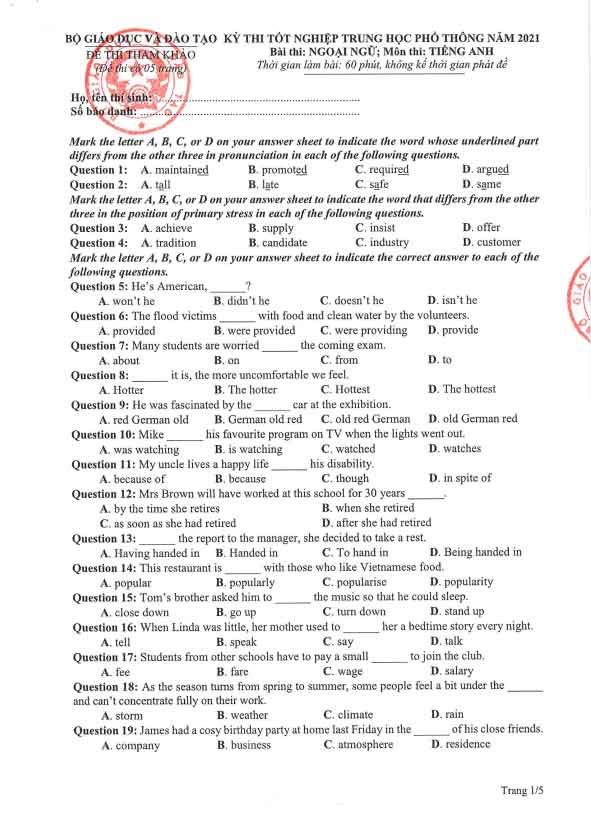 BỘ GIÁO DỤC VÀ ĐÀO TẠO KỲ THI TỐT NGHIỆP TRUNG HỌC PHỔ THÔNG NĂM 2021
ĐỀ THI THAM KHẢO Bài thi: NGOẠI NGỮ; Môn thi: TIẾNG ANH
(Đề thi có 05 trang) Thời gian làm bài: 60 phút, không kể thời gian phát đề
Họ, tên thí sinh: ..........................................................
Số báo danh: ..............................................................
Mark the letter A, B, C, or D on your answer sheet to indicate the word whose underlined part
differs from the other three in pronunciation in each of the following questions.
Question 1: A. maintained B. promoted C. required D. argued
Question 2: A. tall B. late C. safe D. same
Mark the letter A, B, C, or D on your answer sheet to indicate the word that differs from the other
three in the position of primary stress in each of the following questions.
Question 3: A. achieve B. supply C. insist D. offer
Question 4: A. tradition B. candidate C. industry D. customer
Mark the letter A, B, C, or D on your answer sheet to indicate the correct answer to each of the
following questions.
Question 5: He's American, ______?
A. won't he B. didn't he C. doesn't he D. isn't he
Question 6: The flood victims ______ with food and clean water by the volunteers.
A. provided B. were provided C. were providing D. provide
Question 7: Many students are worried ______ the coming exam.
A. about B. on C. from D. to
Question 8: ______ it is, the more uncomfortable we feel.
A. Hotter B. The hotter C. Hottest D. The hottest
Question 9: He was fascinated by the ______ car at the exhibition.
A. red German old B. German old red C. old red German D. old German red
Question 10: Mike ______ his favourite program on TV when the lights went out.
A. was watching B. is watching C. watched D. watches
Question 11: My uncle lives a happy life ______ his disability.
A. because of B. because C. though D. in spite of
Question 12: Mrs Brown will have worked at this school for 30 years ______.
A. by the time she retires B. when she retired
C. as soon as she had retired D. after she had retired
Question 13: ______ the report to the manager, she decided to take a rest.
A. Having handed in B. Handed in C. To hand in D. Being handed in
Question 14: This restaurant is ______ with those who like Vietnamese food.
A. popular B. popularly C. popularise D. popularity
Question 15: Tom's brother asked him to ______ the music so that he could sleep.
A. close down B. go up C. turn down D. stand up
Question 16: When Linda was little, her mother used to ______ her a bedtime story every night.
A. tell B. speak C. say D. talk
Question 17: Students from other schools have to pay a small ______ to join the club.
A. fee B. fare C. wage D. salary
Question 18: As the season turns from spring to summer, some people feel a bit under the ______
and can't concentrate fully on their work.
A. storm B. weather C. climate D. rain
Question 19: James had a cosy birthday party at home last Friday in the ______ of his close friends.
A. company B. business C. atmosphere D. residence
Trang 1/5